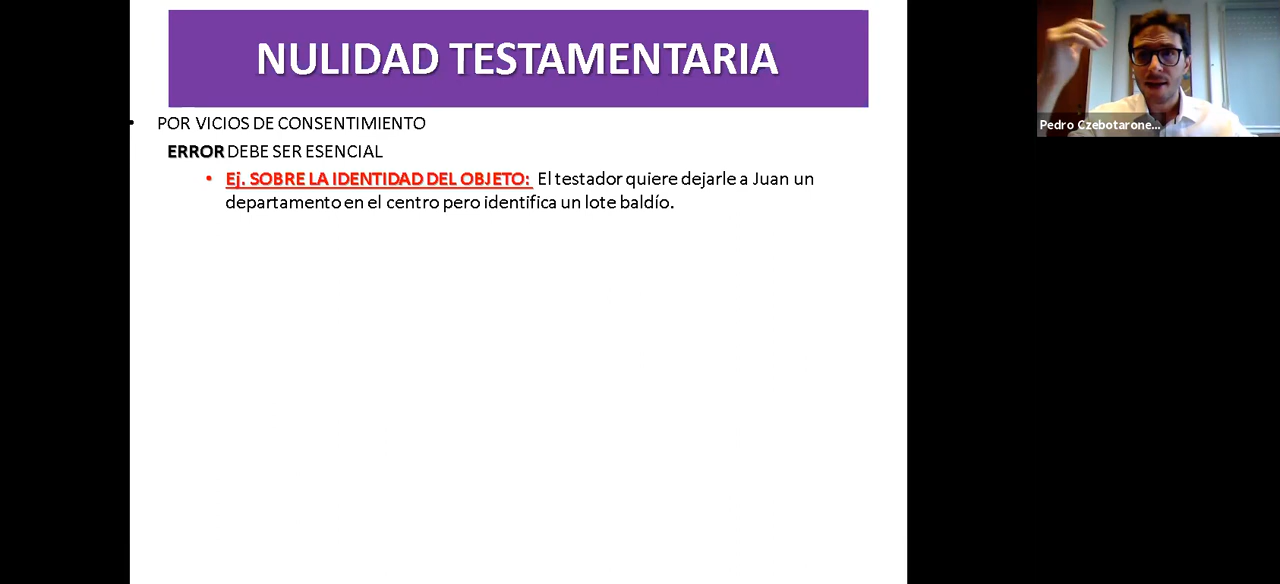 NULIDAD TESTAMENTARIA
• POR VICIOS DE CONSENTIMIENTO
ERROR DEBE SER ESENCIAL
• Ej. SOBRE LA IDENTIDAD DEL OBJETO: El testador quiere dejarle a Juan un
departamento en el centro pero identifica un lote baldío.
Pedro Czebotarone...